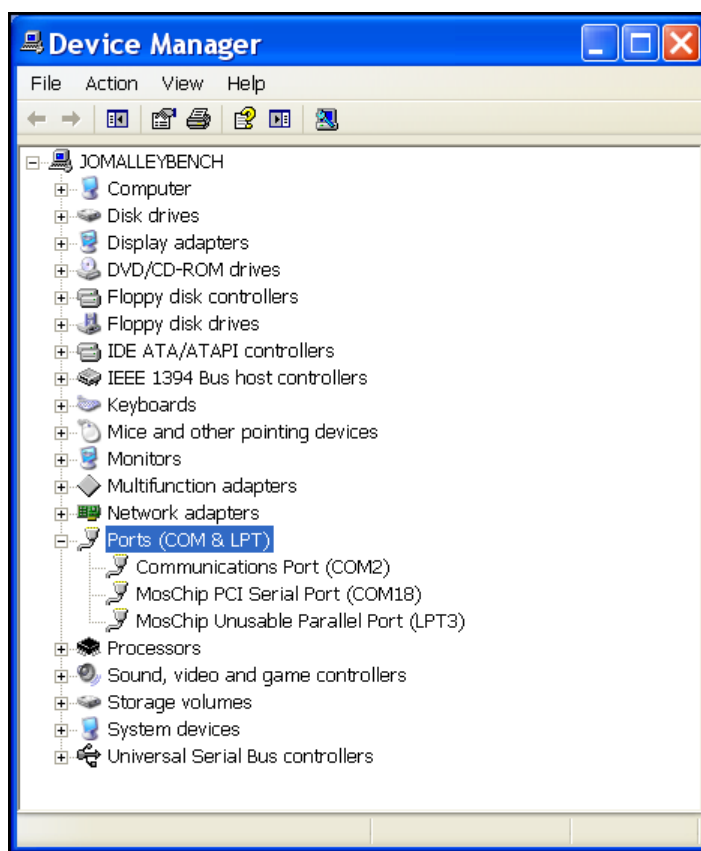 Device Manager
File Action View Help
JOMALLEYBENCH
Computer
Disk drives
Display adapters
DVD/CD-ROM drives
Floppy disk controllers
Floppy disk drives
IDE ATA/ATAPI controllers
IEEE 1394 Bus host controllers
Keyboards
Mice and other pointing devices
Monitors
Multifunction adapters
Network adapters
Ports (COM & LPT)
Communications Port (COM2)
MosChip PCI Serial Port (COM18)
MosChip Unusable Parallel Port (LPT3)
Processors
Sound, video and game controllers
Storage volumes
System devices
Universal Serial Bus controllers